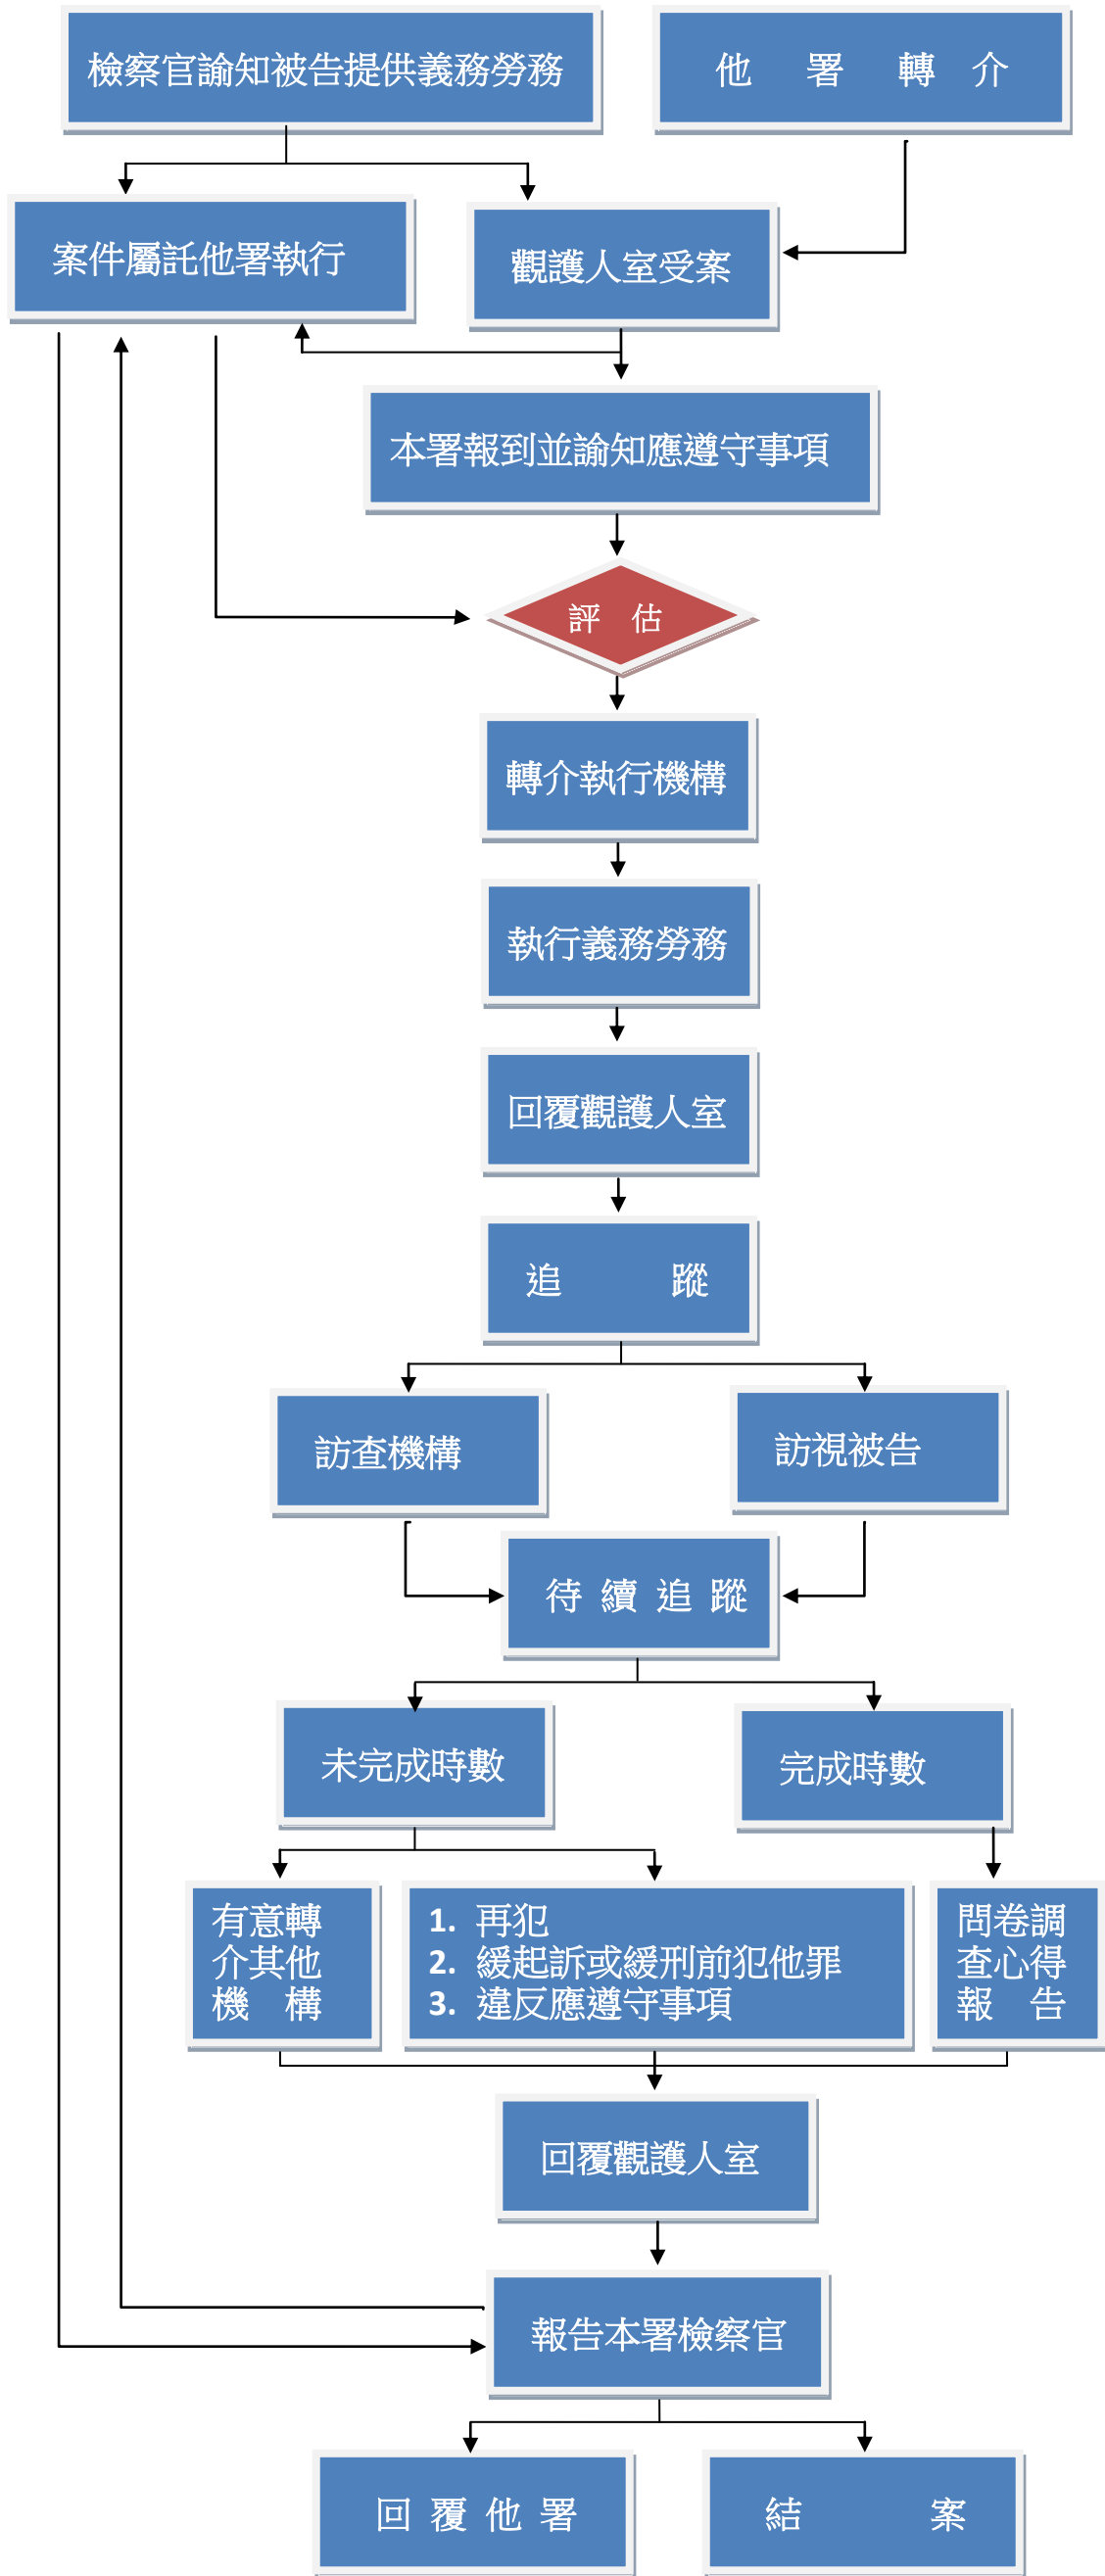 檢察官諭知被告提供義務勞務
他 署 轉 介
案件屬託他署執行
觀護人室受案
本署報到並諭知應遵守事項
評 估
轉介執行機構
執行義務勞務
回覆觀護人室
追 蹤
訪查機構
訪視被告
待 續 追 蹤
未完成時數
完成時數
有意轉
介其他
機 構
1. 再犯
2. 緩起訴或緩刑前犯他罪
3. 違反應遵守事項
問卷調
查心得
報 告
回覆觀護人室
報告本署檢察官
回 覆 他 署
結 案